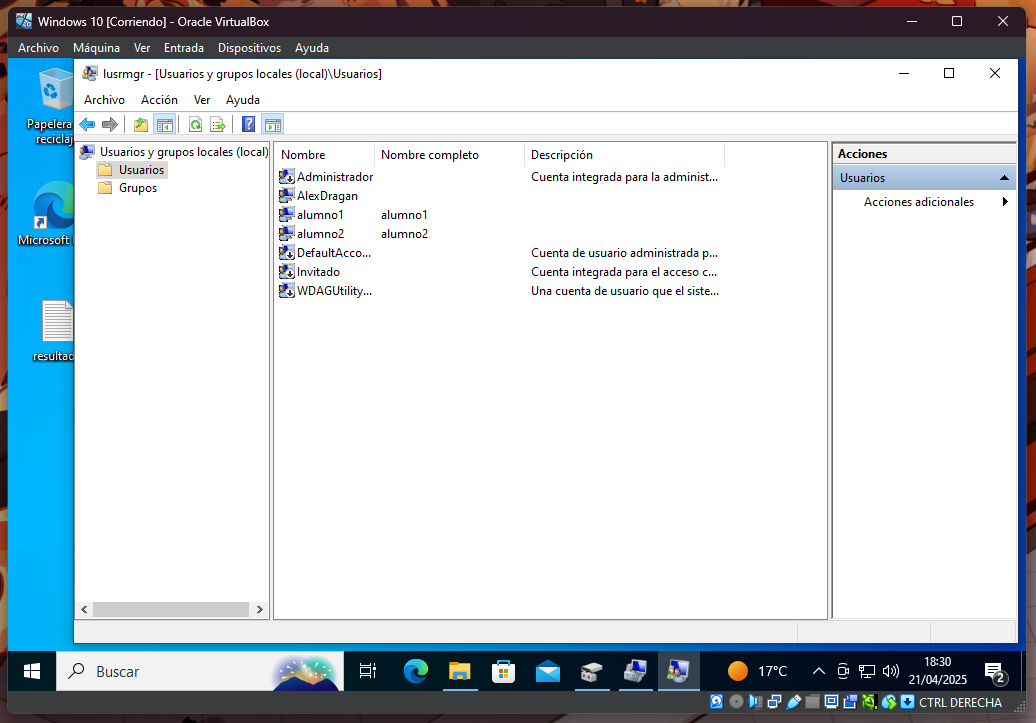 Windows 10 [Corriendo] - Oracle VirtualBox
Archivo Máquina Ver Entrada Dispositivos Ayuda
Papelera
reciclaj
Microsoft
resultad
lusrmgr - [Usuarios y grupos locales (local)\Usuarios]
Archivo Acción Ver Ayuda
Usuarios y grupos locales (local)
Usuarios
Grupos
Nombre Nombre completo Descripción
Administrador Cuenta integrada para la administ...
AlexDragan
alumno1 alumno1
alumno2 alumno2
DefaultAcco... Cuenta de usuario administrada p...
Invitado Cuenta integrada para el acceso c...
WDAGUtility... Una cuenta de usuario que el siste...
Acciones
Usuarios
Acciones adicionales
Buscar
17°C
18:30
21/04/2025
2
CTRL DERECHA